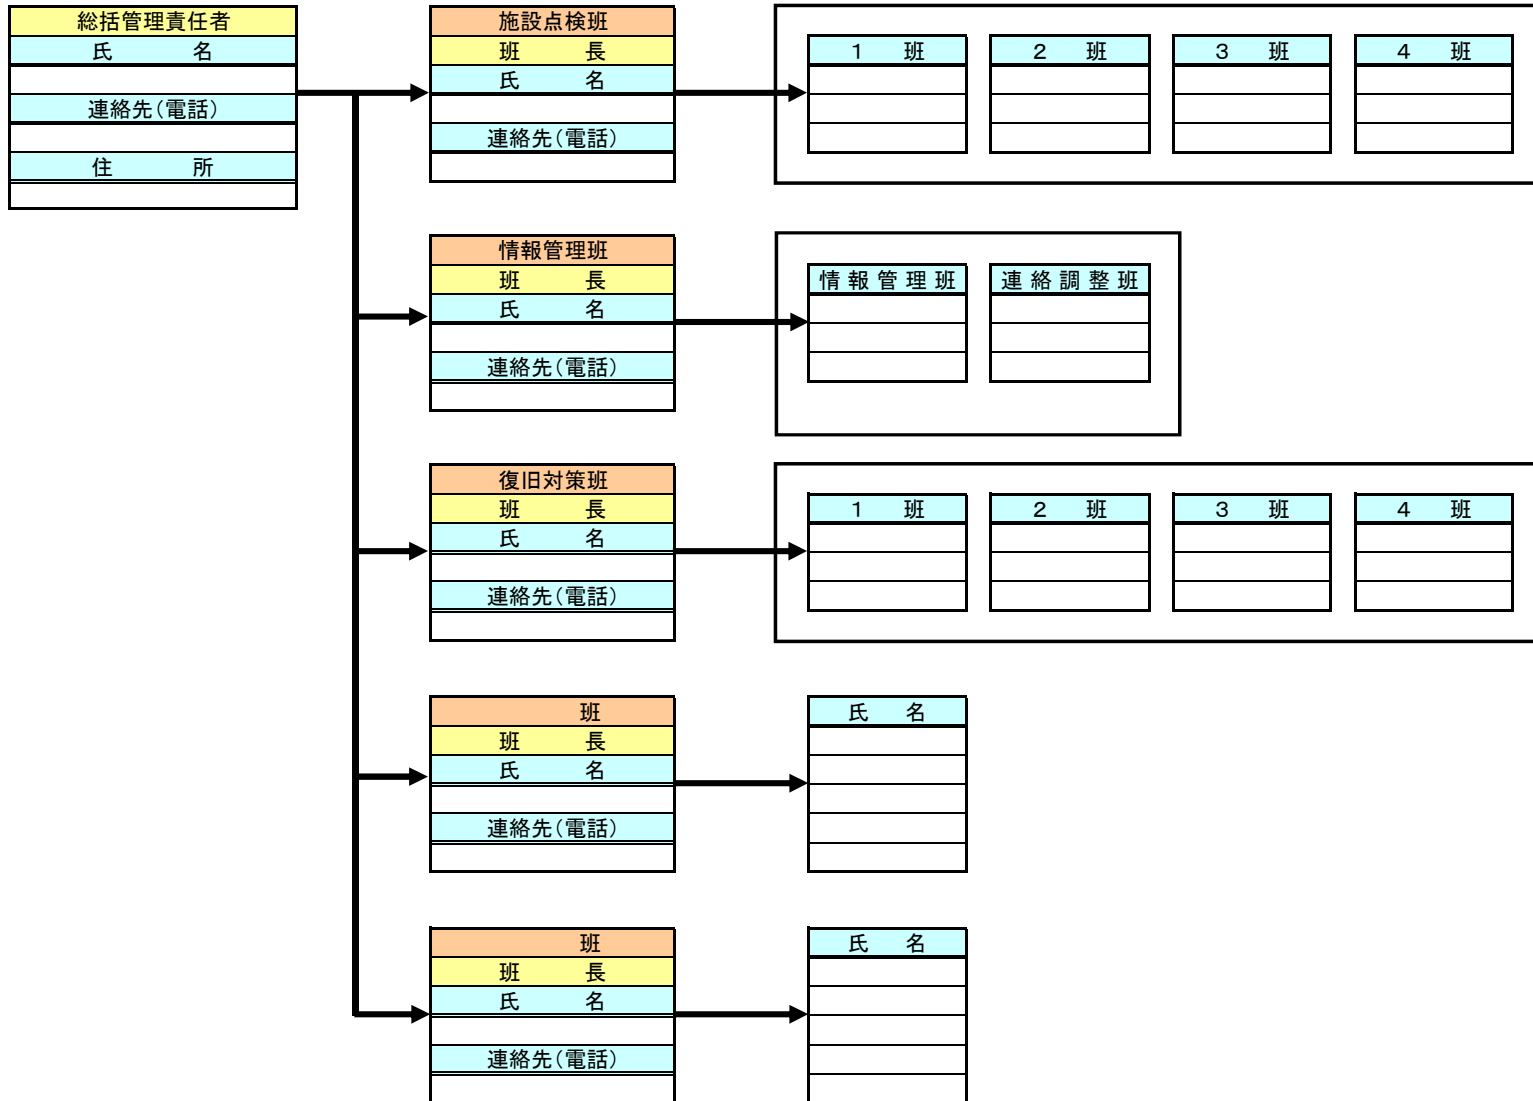 総括管理責任者
氏　名
連絡先（電話）
住　所
施設点検班
班　長
氏　名
連絡先（電話）
１　班
２　班
３　班
４　班
情報管理班
班　長
氏　名
連絡先（電話）
情報管理班
連絡調整班
復旧対策班
班　長
氏　名
連絡先（電話）
１　班
２　班
３　班
４　班
班
班　長
氏　名
連絡先（電話）
氏　名
班
班　長
氏　名
連絡先（電話）
氏　名